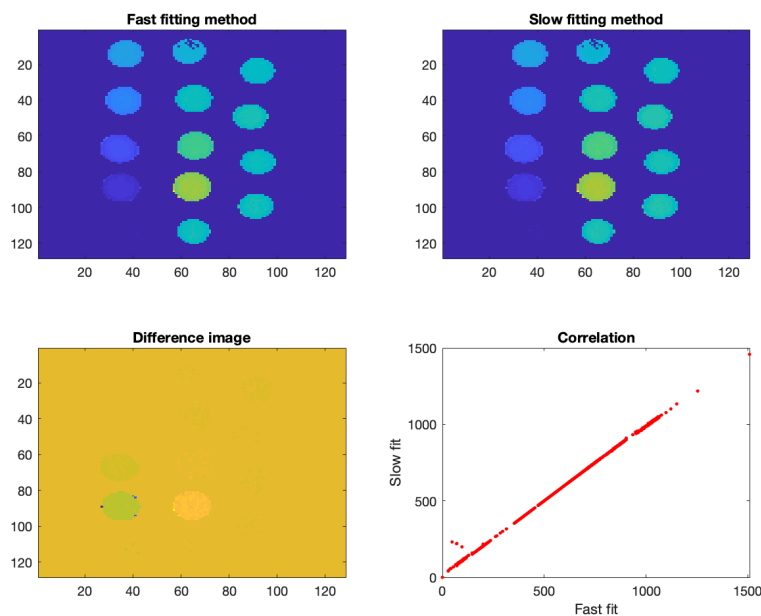 Fast fitting method
20
40
60
80
100
120
20 40 60 80 100 120
Slow fitting method
20
40
60
80
100
120
20 40 60 80 100 120
Difference image
20
40
60
80
100
120
20 40 60 80 100 120
Correlation
1500
1000
500
0
Slow fit
0 500 1000 1500
Fast fit